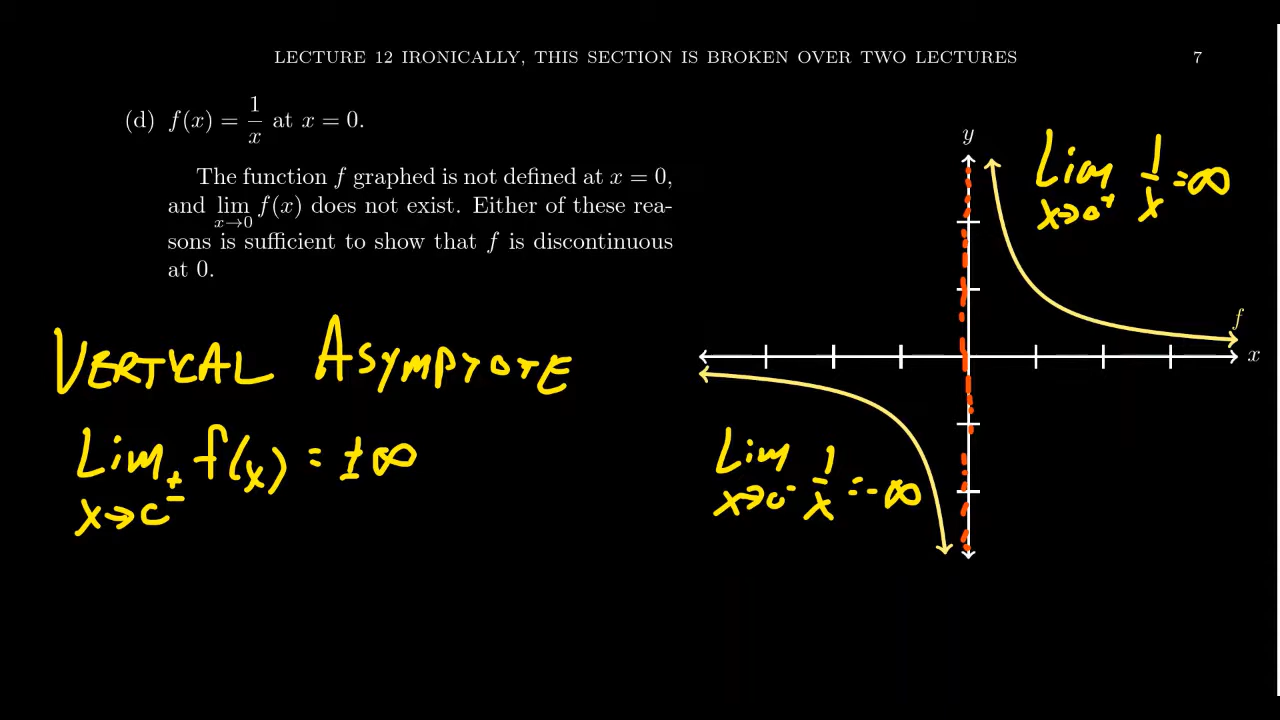 LECTURE 12 IRONICALLY, THIS SECTION IS BROKEN OVER TWO LECTURES 7
(d) f(x) = 1/x at x = 0.
The function f graphed is not defined at x = 0,
and lim x→0 f(x) does not exist. Either of these rea-
sons is sufficient to show that f is discontinuous
at 0.
VERTICAL ASYMPTOTE
Lim x→c± f(x) = ±∞
y
Lim x→0+ 1/x = ∞
f
x
Lim x→0- 1/x = -∞